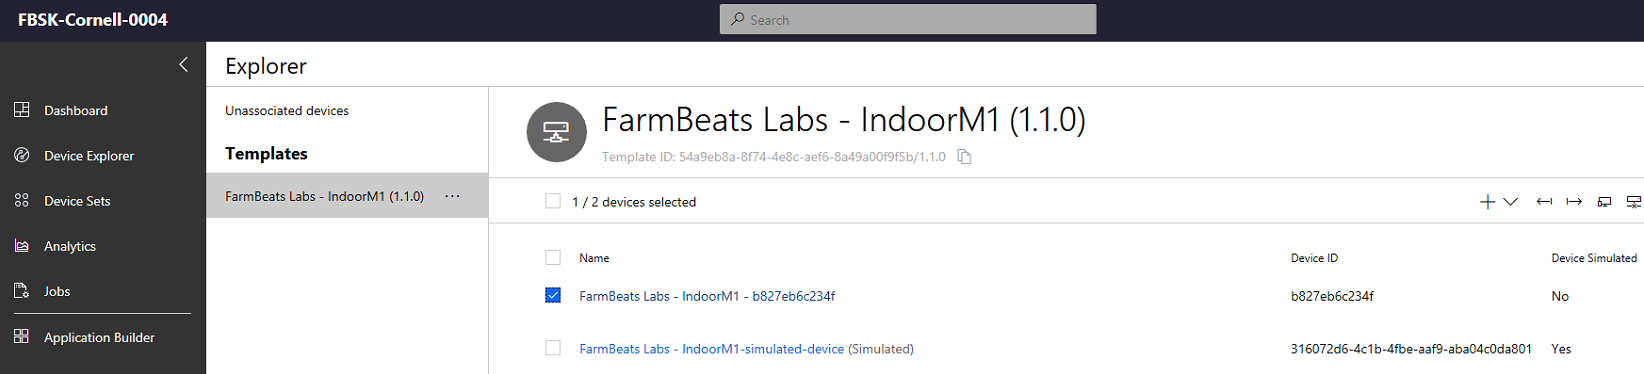 FBSK-Cornell-0004
Search
Explorer
Dashboard
Device Explorer
Device Sets
Analytics
Jobs
Application Builder
Unassociated devices
Templates
FarmBeats Labs - IndoorM1 (1.1.0) ...
FarmBeats Labs - IndoorM1 (1.1.0)
Template ID: 54a9eb8a-8f74-4e8c-aef6-8a49a00f9f5b/1.1.0
1 / 2 devices selected
Name Device ID Device Simulated
FarmBeats Labs - IndoorM1 - b827eb6c234f b827eb6c234f No
FarmBeats Labs - IndoorM1-simulated-device (Simulated) 316072d6-4c1b-4fbe-aaf9-aba04c0da801 Yes